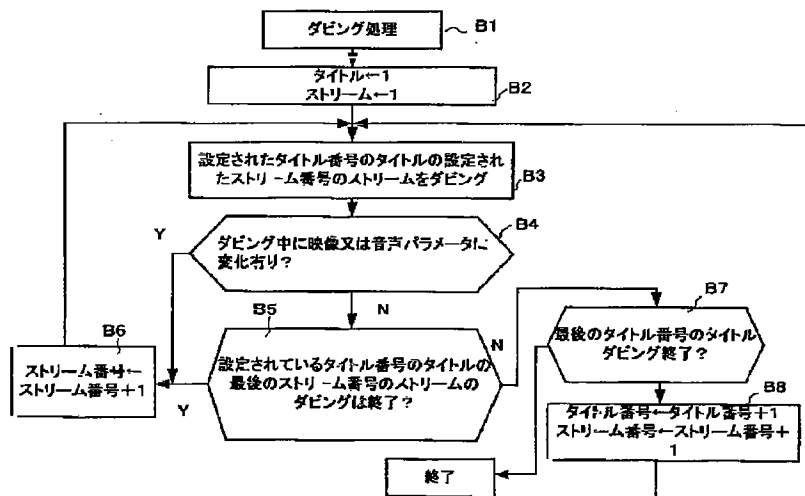 ダビング処理
B1
タイトル←1
ストリーム←1
B2
設定されたタイトル番号のタイトルの設定され
たストリーム番号のストリームをダビング
B3
B4
Y
ダビング中に映像又は音声パラメータに
変化有り？
N
B5
設定されているタイトル番号のタイトルの
最後のストリーム番号のストリームの
ダビングは終了？
N
Y
B6
ストリーム番号←
ストリーム番号+1
B7
最後のタイトル番号のタイトル
ダビング終了？
B8
タイトル番号←タイトル番号+1
ストリーム番号←ストリーム番号+
1
終了